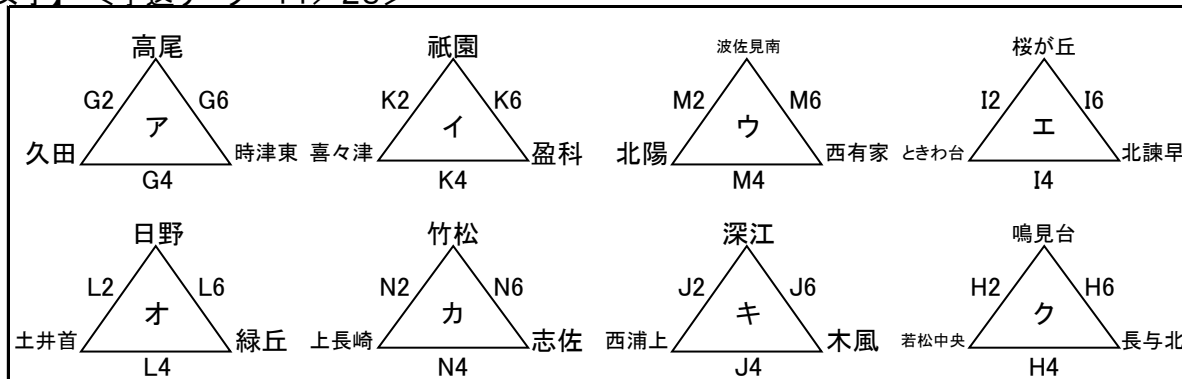 高尾 祇園 波佐見南 桜が丘
G2 G6 K2 K6 M2 M6 I2 I6
ア イ ウ エ
久田 時津東 喜々津 盈科 北陽 西有家 ときわ台 北諫早
G4 K4 M4 I4
日野 竹松 深江 鳴見台
L2 L6 N2 N6 J2 J6 H2 H6
オ カ キ ク
土井首 緑丘 上長崎 志佐 西浦上 木風 若松中央 長与北
L4 N4 J4 H4